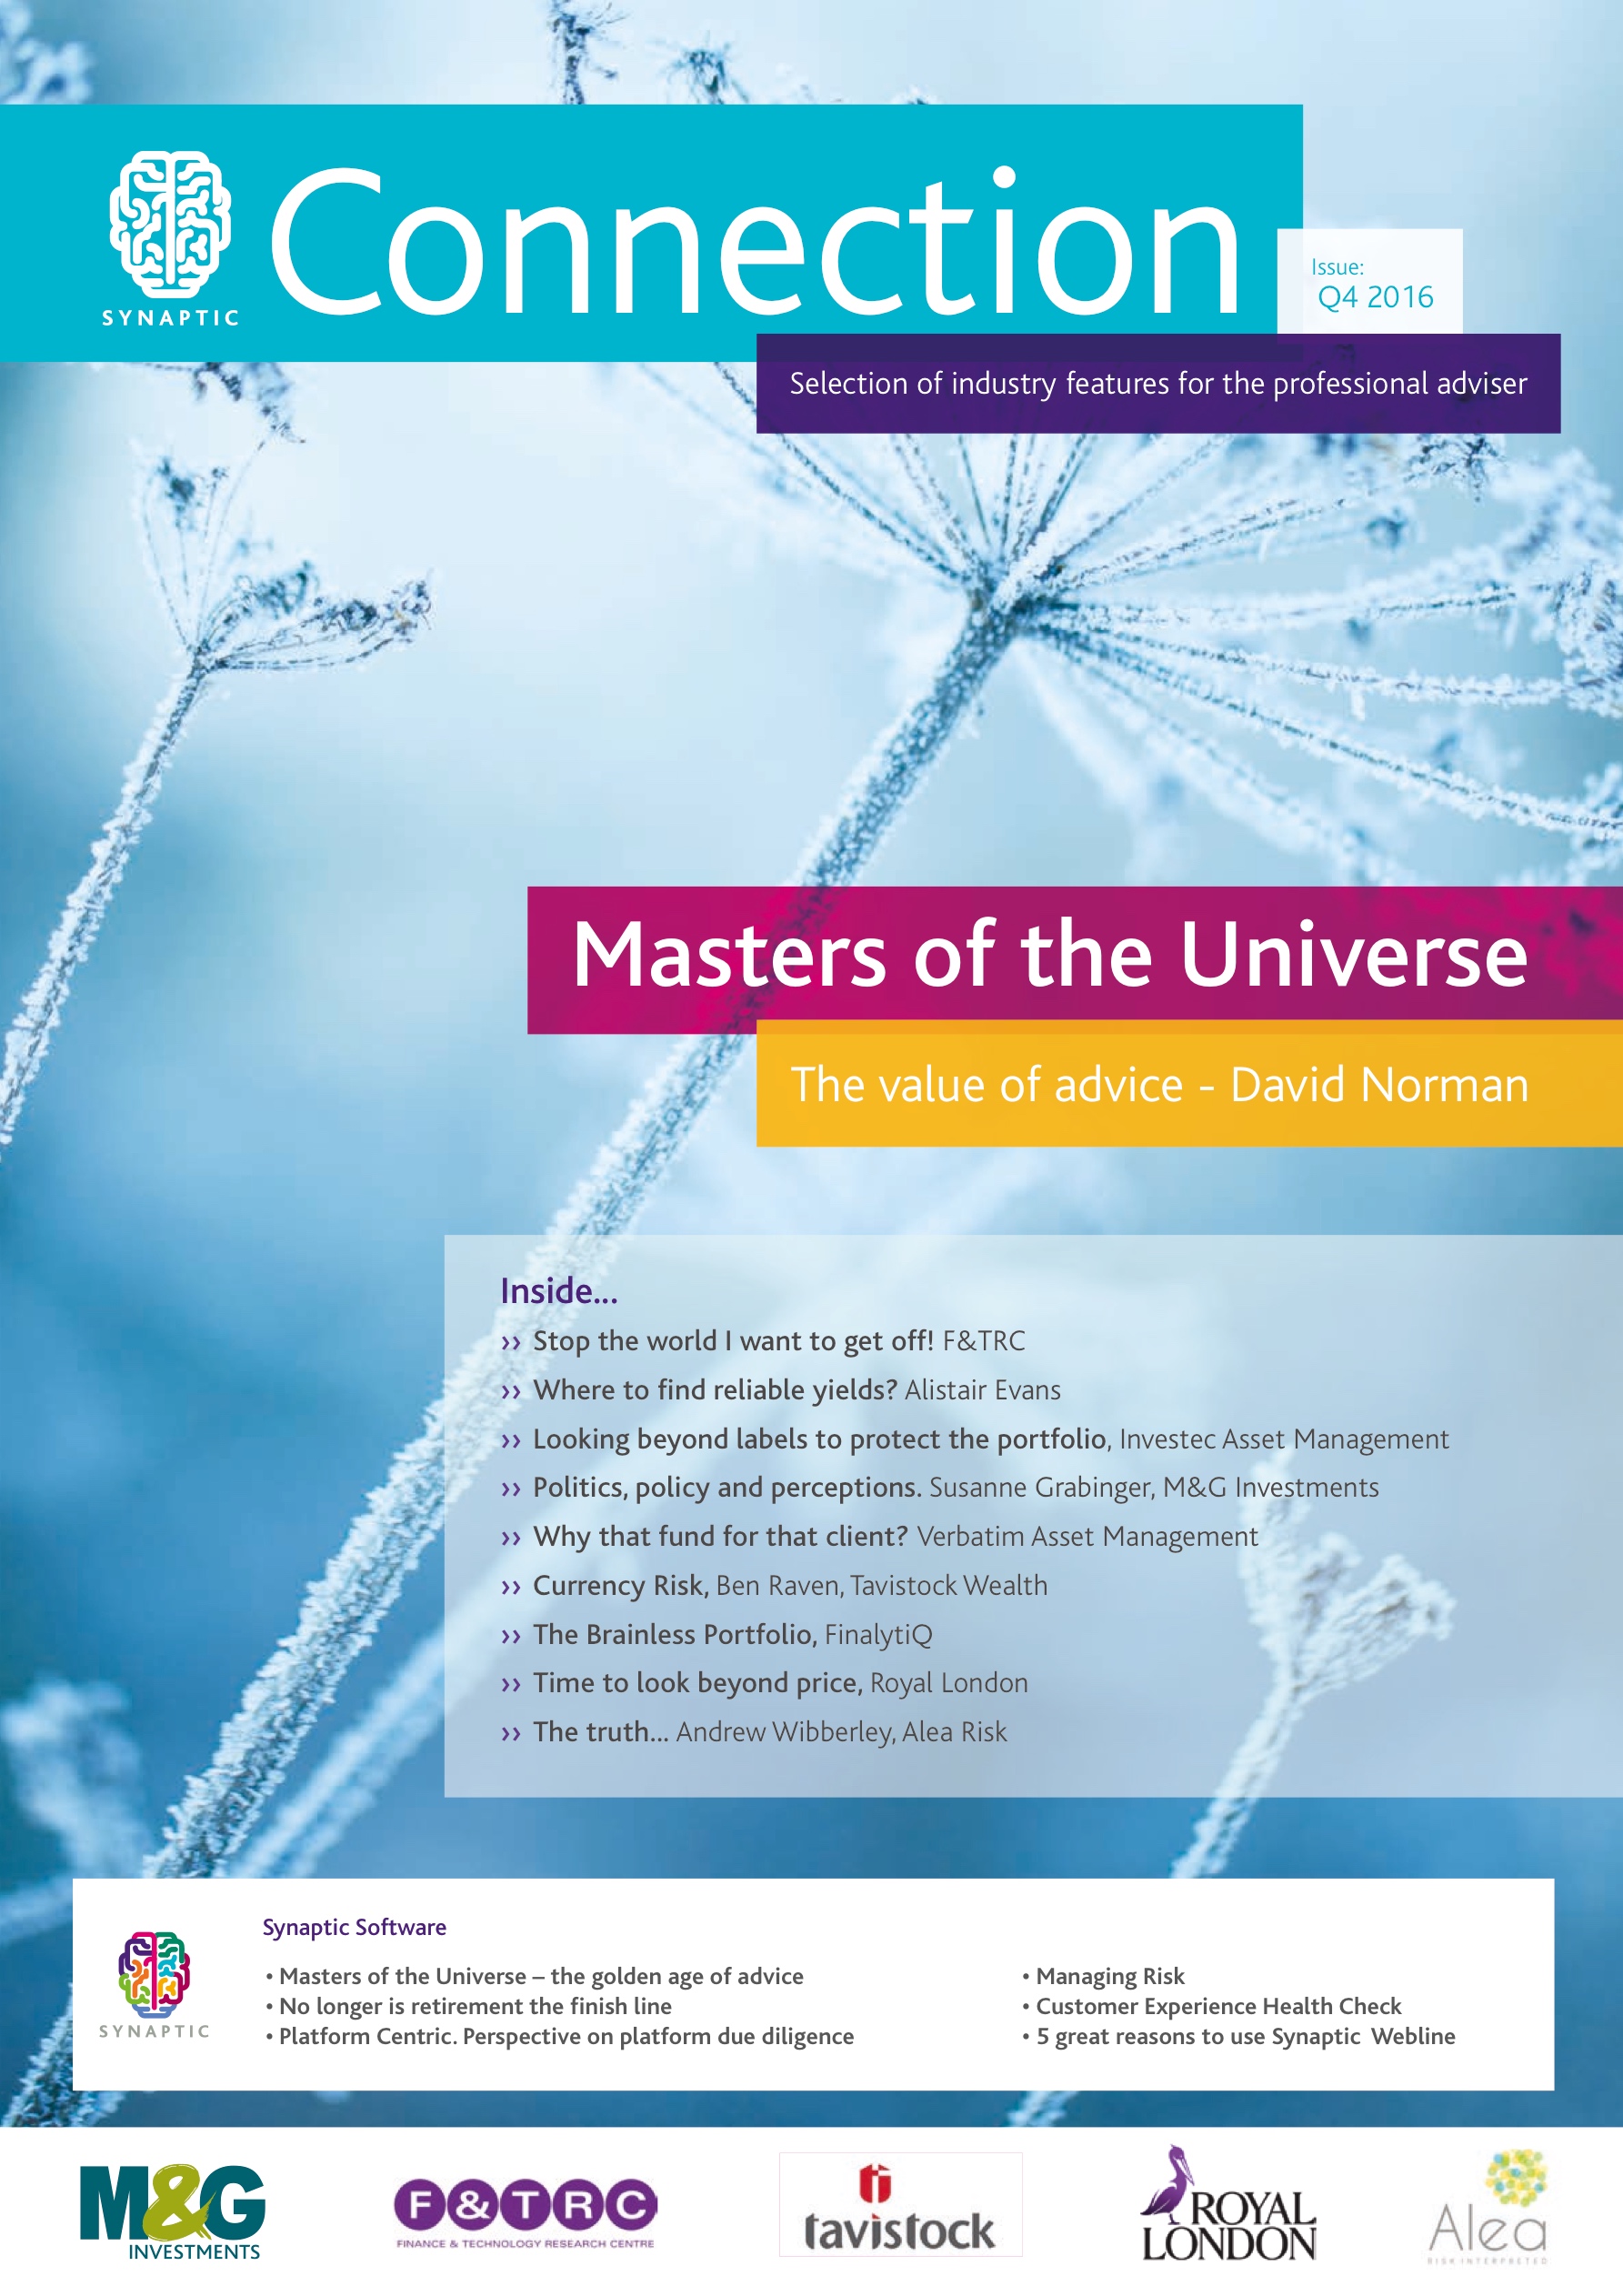 SYNAPTIC
Connection
Issue:
Q4 2016
Selection of industry features for the professional adviser
Masters of the Universe
The value of advice - David Norman
Inside...
›› Stop the world I want to get off! F&TRC
›› Where to find reliable yields? Alistair Evans
›› Looking beyond labels to protect the portfolio, Investec Asset Management
›› Politics, policy and perceptions. Susanne Grabinger, M&G Investments
›› Why that fund for that client? Verbatim Asset Management
›› Currency Risk, Ben Raven, Tavistock Wealth
›› The Brainless Portfolio, FinalytiQ
›› Time to look beyond price, Royal London
›› The truth... Andrew Wibberley, Alea Risk
SYNAPTIC
Synaptic Software
• Masters of the Universe – the golden age of advice
• No longer is retirement the finish line
• Platform Centric. Perspective on platform due diligence
• Managing Risk
• Customer Experience Health Check
• 5 great reasons to use Synaptic Webline
M&G
INVESTMENTS
F&TRC
FINANCE & TECHNOLOGY RESEARCH CENTRE
tavistock
ROYAL
LONDON
Alea
RISK INTERPRETED